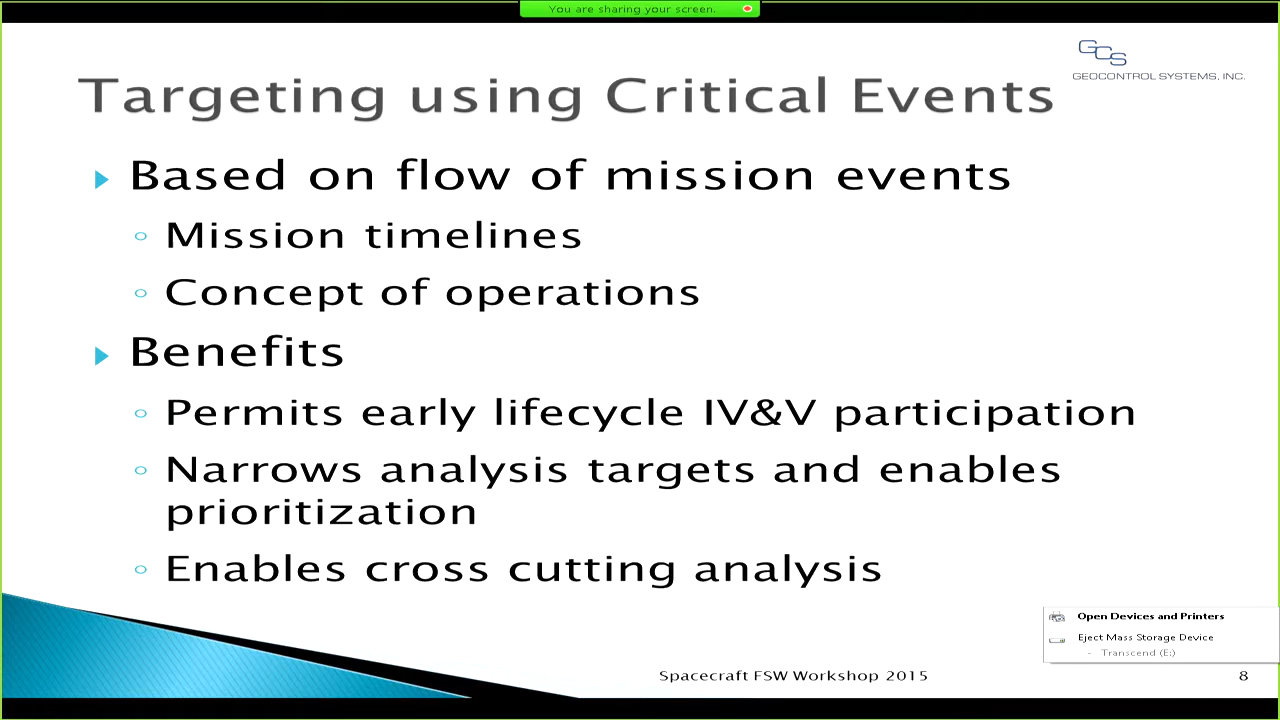 You are sharing your screen.
GCS
GEOCONTROL SYSTEMS, INC.
Targeting using Critical Events
Based on flow of mission events
Mission timelines
Concept of operations
Benefits
Permits early lifecycle IV&V participation
Narrows analysis targets and enables
prioritization
Enables cross cutting analysis
Open Devices and Printers
Eject Mass Storage Device
- Transcend (E:)
Spacecraft FSW Workshop 2015
8